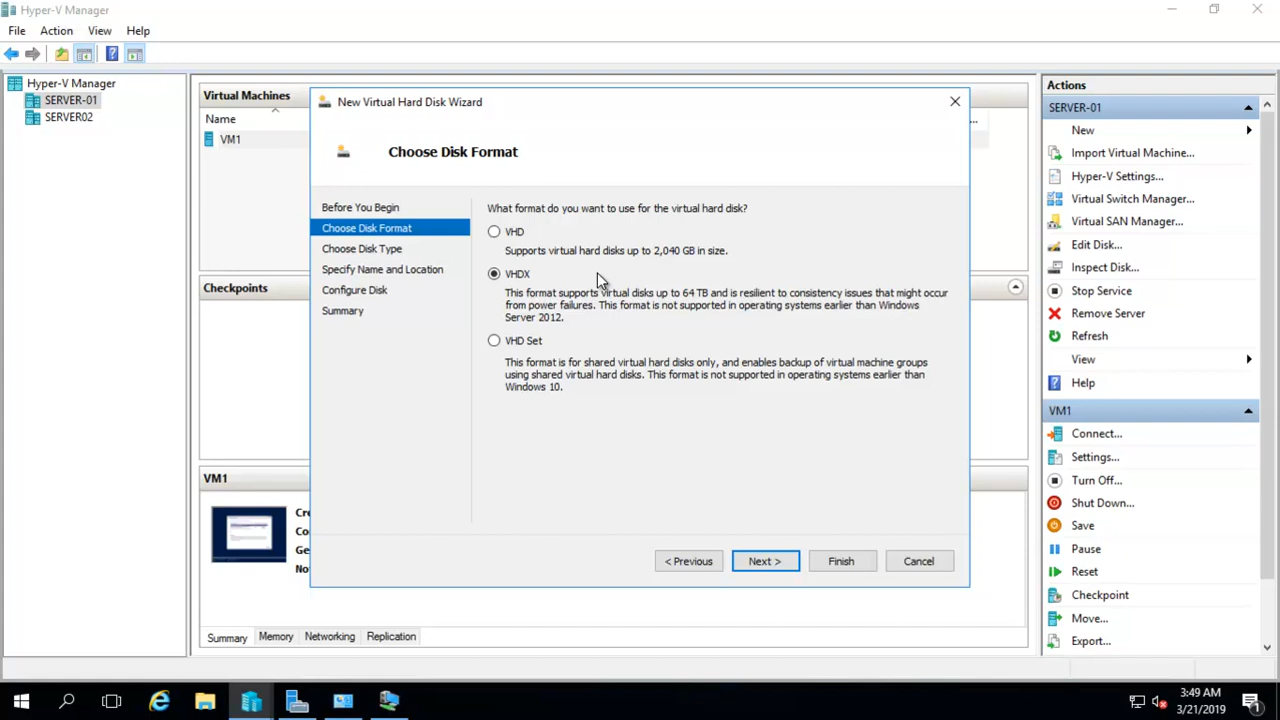 Hyper-V Manager
File Action View Help
Hyper-V Manager
SERVER-01
SERVER02
Virtual Machines
Name
...
VM1
Checkpoints
VM1
Summary Memory Networking Replication
New Virtual Hard Disk Wizard
Choose Disk Format
Before You Begin
Choose Disk Format
Choose Disk Type
Specify Name and Location
Configure Disk
Summary
What format do you want to use for the virtual hard disk?
VHD
Supports virtual hard disks up to 2,040 GB in size.
VHDX
This format supports virtual disks up to 64 TB and is resilient to consistency issues that might occur
from power failures. This format is not supported in operating systems earlier than Windows
Server 2012.
VHD Set
This format is for shared virtual hard disks only, and enables backup of virtual machine groups
using shared virtual hard disks. This format is not supported in operating systems earlier than
Windows 10.
< Previous Next > Finish Cancel
Actions
SERVER-01
New
Import Virtual Machine...
Hyper-V Settings...
Virtual Switch Manager...
Virtual SAN Manager...
Edit Disk...
Inspect Disk...
Stop Service
Remove Server
Refresh
View
Help
VM1
Connect...
Settings...
Turn Off...
Shut Down...
Save
Pause
Reset
Checkpoint
Move...
Export...
3:49 AM
3/21/2019
1